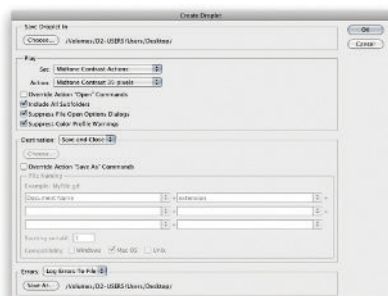 Create Droplet
Save Droplet In
Choose... /Volumes/D2-USERS/Users/Desktop/
OK
Cancel
Play
Set: Midtone Contrast Actions
Action: Midtone Contrast 35 pixels
Override Action "Open" Commands
Include All Subfolders
Suppress File Open Options Dialogs
Suppress Color Profile Warnings
Destination: Save and Close
Choose...
Override Action "Save As" Commands
File Naming
Example: MyFile.gif
Document Name + extension +
+ +
+
Starting serial#: 1
Compatibility: Windows Mac OS Unix
Errors: Log Errors To File
Save As... /Volumes/D2-USERS/Users/Desktop/